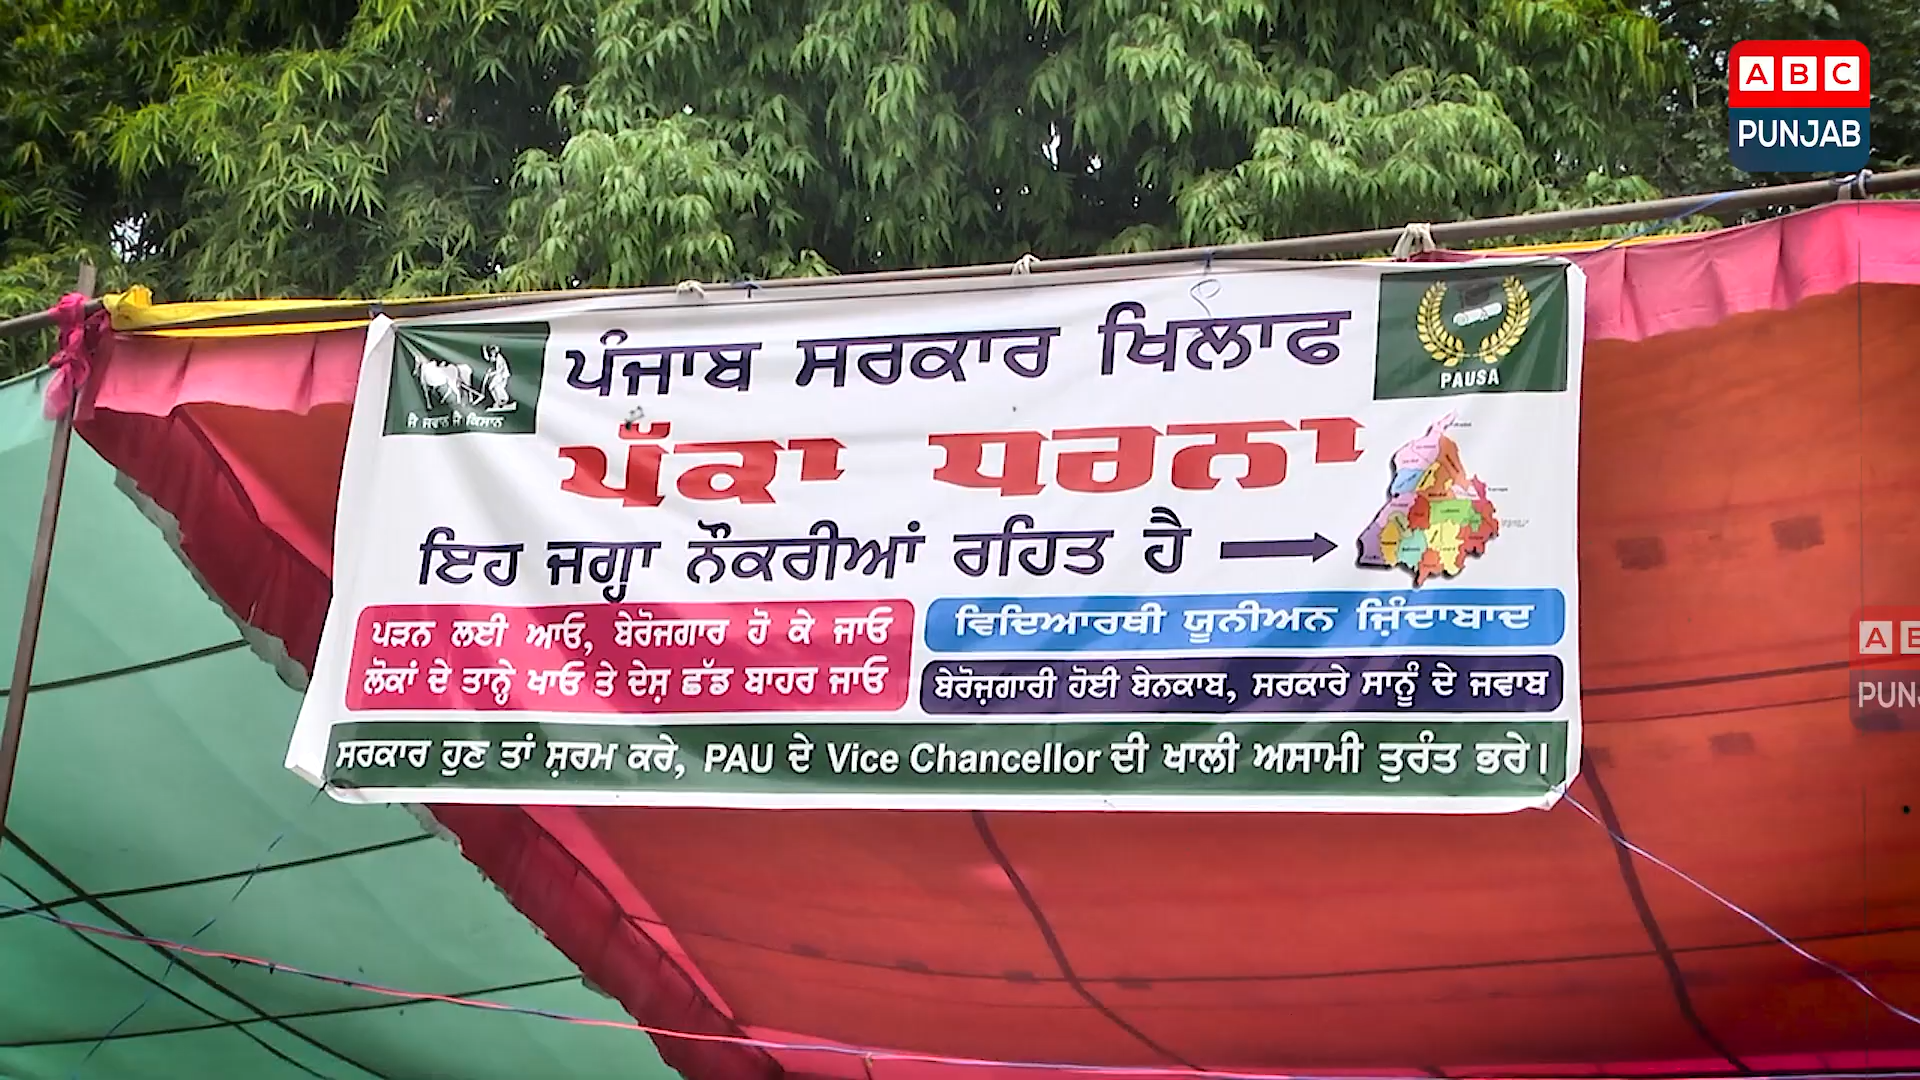 ABC
PUNJAB
ਪੰਜਾਬ ਸਰਕਾਰ ਖਿਲਾਫ
PAUSA
ਜੈ ਜਵਾਨ ਜੈ ਕਿਸਾਨ
ਪੱਕਾ ਧਰਨਾ
ਇਹ ਜਗ੍ਹਾ ਨੌਕਰੀਆਂ ਰਹਿਤ ਹੈ
ਪੜਨ ਲਈ ਆਓ, ਬੇਰੋਜਗਾਰ ਹੋ ਕੇ ਜਾਓ
ਲੋਕਾਂ ਦੇ ਤਾਨ੍ਹੇ ਖਾਓ ਤੇ ਦੇਸ਼ ਛੱਡ ਬਾਹਰ ਜਾਓ
ਵਿਦਿਆਰਥੀ ਯੂਨੀਅਨ ਜ਼ਿੰਦਾਬਾਦ
ਬੇਰੋਜ਼ਗਾਰੀ ਹੋਈ ਬੇਨਕਾਬ, ਸਰਕਾਰੇ ਸਾਨੂੰ ਦੇ ਜਵਾਬ
ਸਰਕਾਰ ਹੁਣ ਤਾਂ ਸ਼ਰਮ ਕਰੇ, PAU ਦੇ Vice Chancellor ਦੀ ਖਾਲੀ ਅਸਾਮੀ ਤੁਰੰਤ ਭਰੇ।